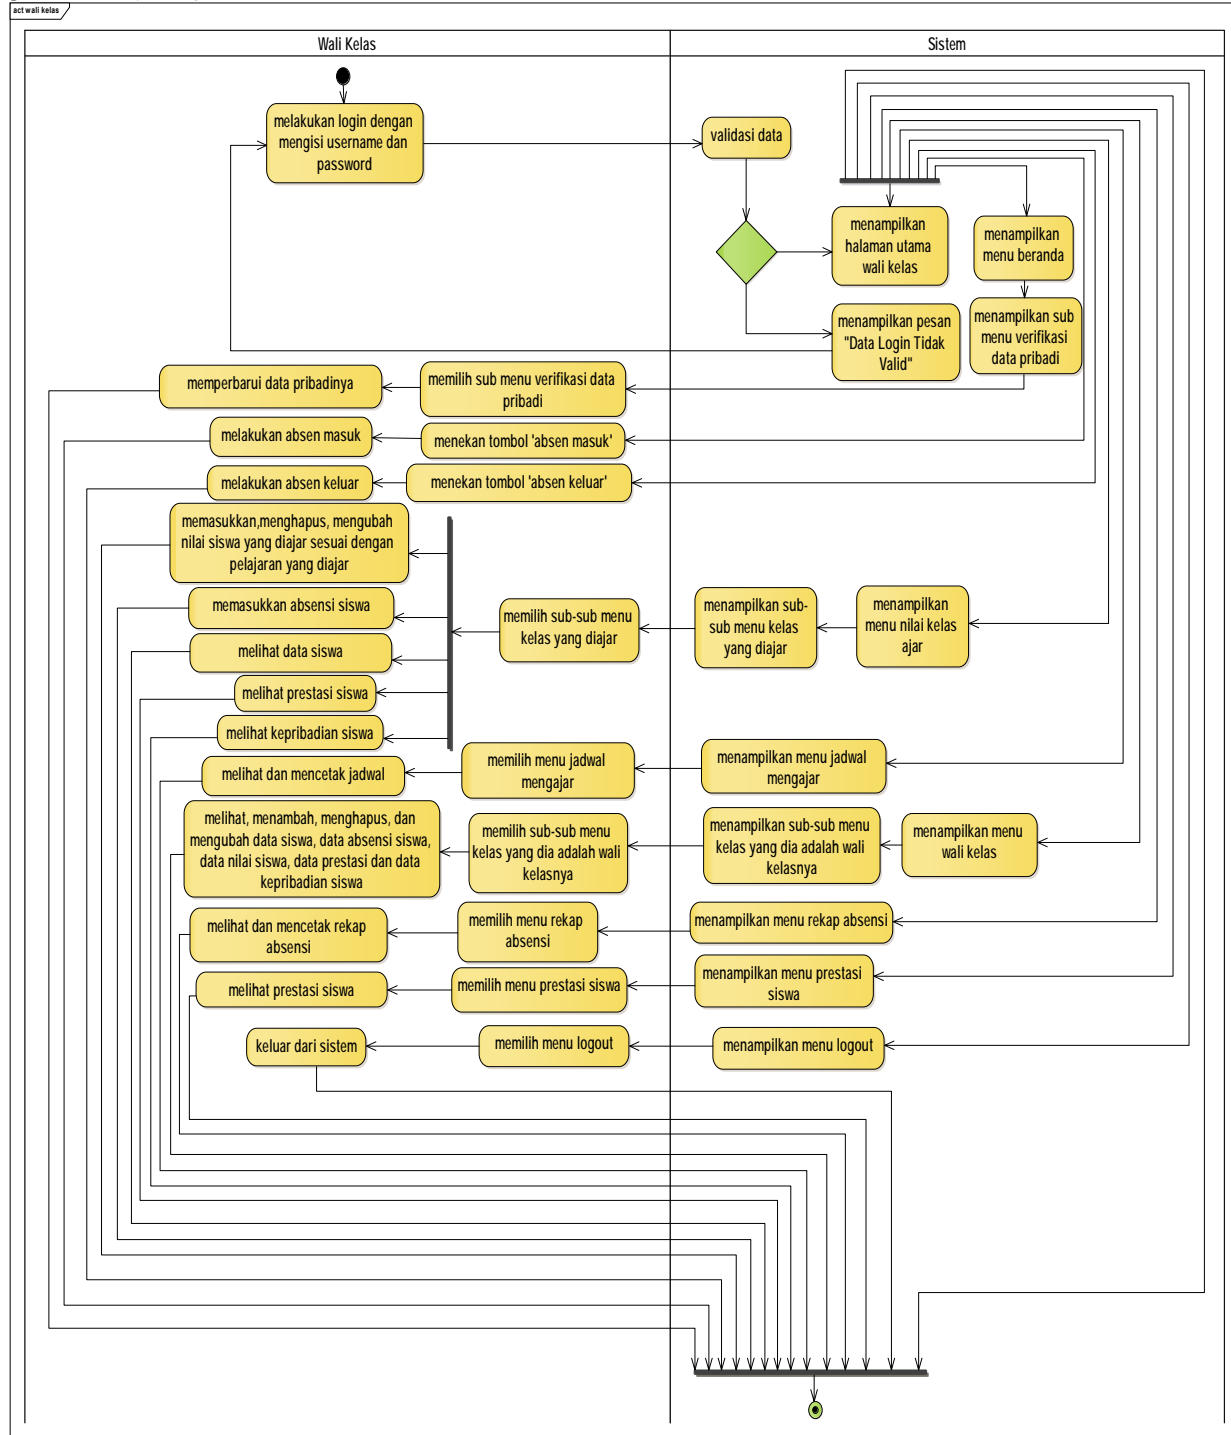 act wali kelas
Wali Kelas
Sistem
melakukan login dengan
mengisi username dan
password
validasi data
menampilkan
halaman utama
wali kelas
menampilkan
menu beranda
menampilkan pesan
"Data Login Tidak
Valid"
menampilkan sub
menu verifikasi
data pribadi
memperbarui data pribadinya
memilih sub menu verifikasi data
pribadi
melakukan absen masuk
menekan tombol 'absen masuk'
melakukan absen keluar
menekan tombol 'absen keluar'
memasukkan,menghapus, mengubah
nilai siswa yang diajar sesuai dengan
pelajaran yang diajar
memasukkan absensi siswa
melihat data siswa
melihat prestasi siswa
melihat kepribadian siswa
memilih sub-sub menu
kelas yang diajar
menampilkan sub-
sub menu kelas
yang diajar
menampilkan
menu nilai kelas
ajar
melihat dan mencetak jadwal
memilih menu jadwal
mengajar
menampilkan menu jadwal
mengajar
melihat, menambah, menghapus, dan
mengubah data siswa, data absensi siswa,
data nilai siswa, data prestasi dan data
kepribadian siswa
memilih sub-sub menu
kelas yang dia adalah wali
kelasnya
menampilkan sub-sub menu
kelas yang dia adalah wali
kelasnya
menampilkan menu
wali kelas
melihat dan mencetak rekap
absensi
memilih menu rekap
absensi
menampilkan menu rekap absensi
melihat prestasi siswa
memilih menu prestasi siswa
menampilkan menu prestasi
siswa
keluar dari sistem
memilih menu logout
menampilkan menu logout